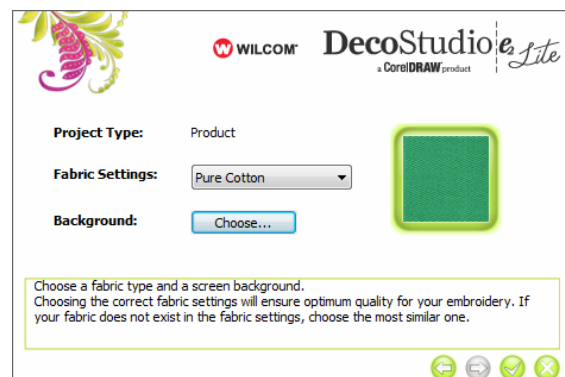 WILCOM
DecoStudio e2 Lite
a CorelDRAW product
Project Type: Product
Fabric Settings: Pure Cotton
Background: Choose...
Choose a fabric type and a screen background.
Choosing the correct fabric settings will ensure optimum quality for your embroidery. If
your fabric does not exist in the fabric settings, choose the most similar one.